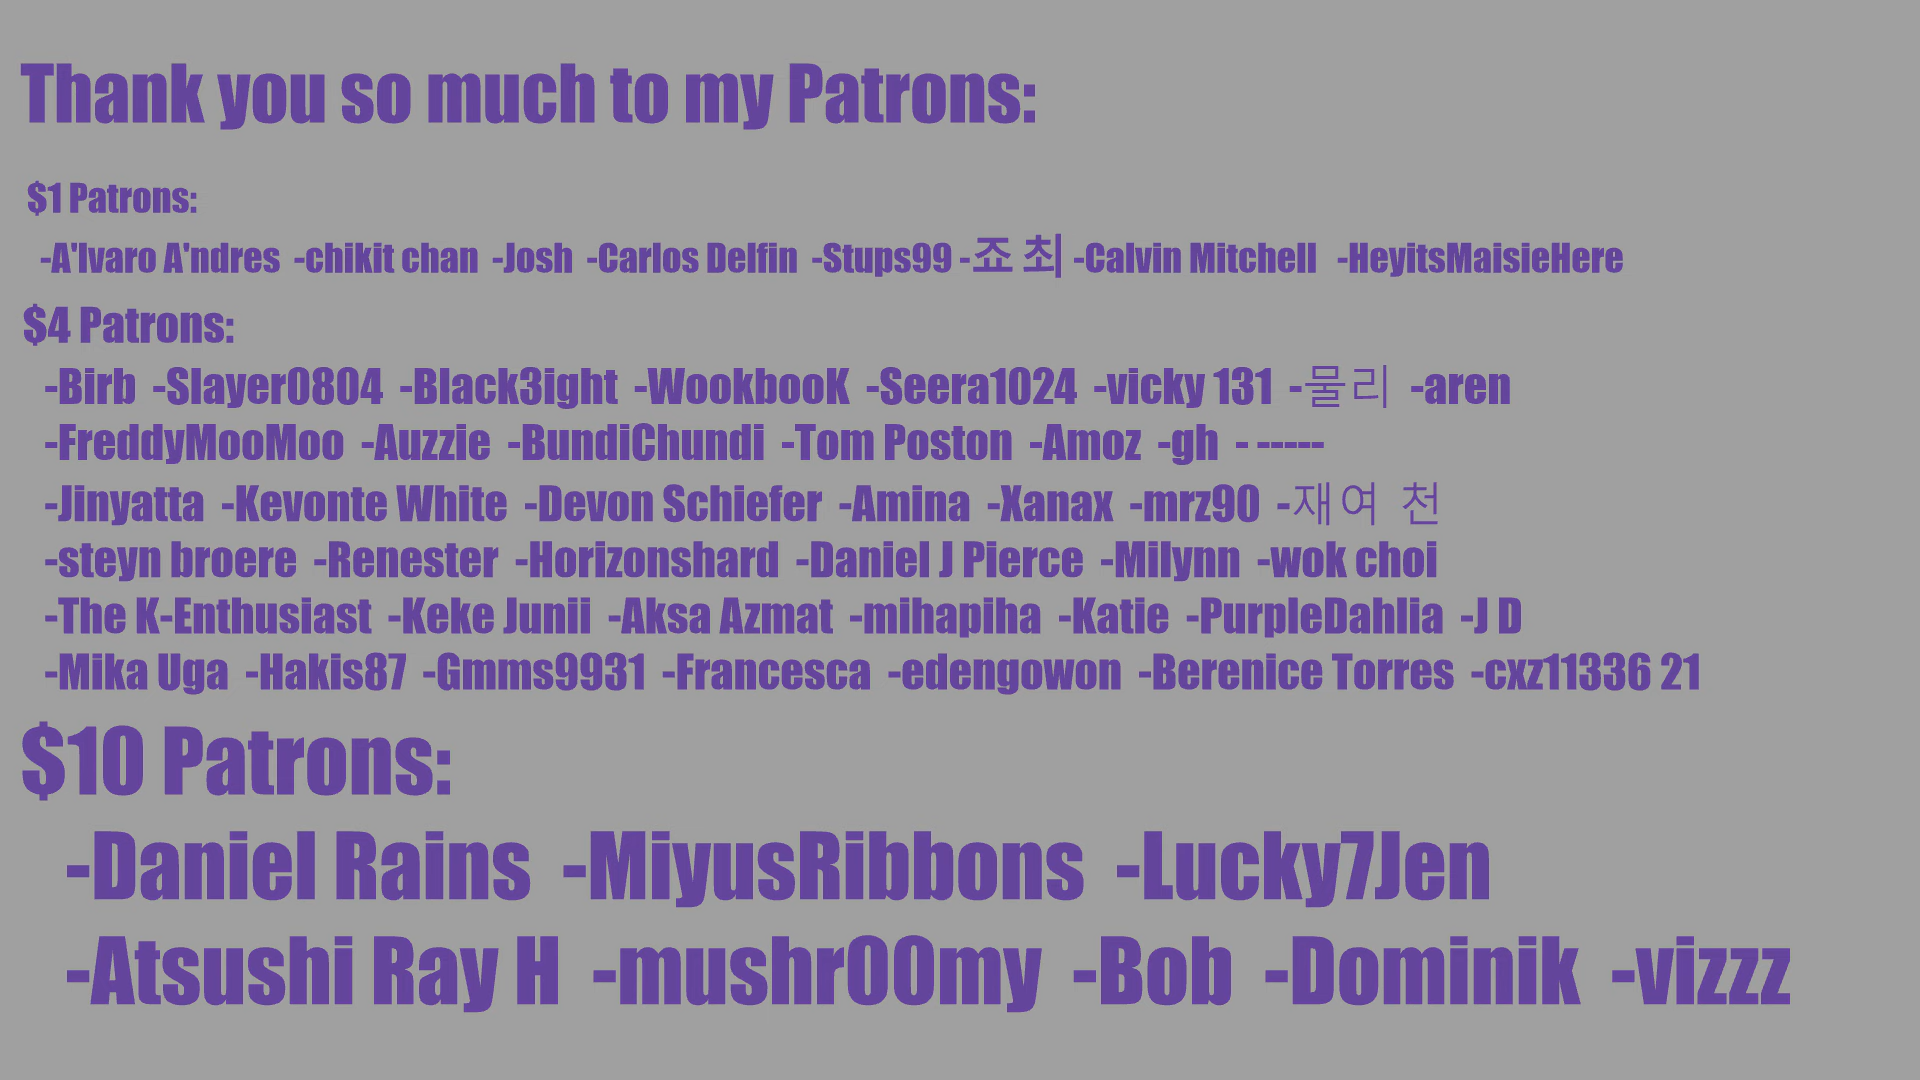 Thank you so much to my Patrons:
$1 Patrons:
-A'lvaro A'ndres -chikit chan -Josh -Carlos Delfin -Stups99 -죠 최 -Calvin Mitchell -HeyitsMaisieHere
$4 Patrons:
-Birb -Slayer0804 -Black3ight -WookbooK -Seera1024 -vicky 131 -물리 -aren
-FreddyMooMoo -Auzzie -BundiChundi -Tom Poston -Amoz -gh - -----
-Jinyatta -Kevonte White -Devon Schiefer -Amina -Xanax -mrz90 -재여 천
-steyn broere -Renester -Horizonshard -Daniel J Pierce -Milynn -wok choi
-The K-Enthusiast -Keke Junii -Aksa Azmat -mihapiha -Katie -PurpleDahlia -J D
-Mika Uga -Hakis87 -Gmms9931 -Francesca -edengowon -Berenice Torres -cxz11336 21
$10 Patrons:
-Daniel Rains -MiyusRibbons -Lucky7Jen
-Atsushi Ray H -mushr00my -Bob -Dominik -vizzz